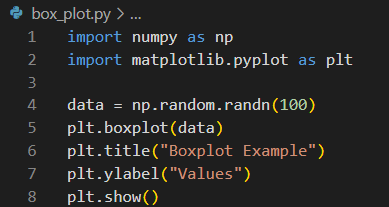 box_plot.py > ...
1 import numpy as np
2 import matplotlib.pyplot as plt
3
4 data = np.random.randn(100)
5 plt.boxplot(data)
6 plt.title("Boxplot Example")
7 plt.ylabel("Values")
8 plt.show()